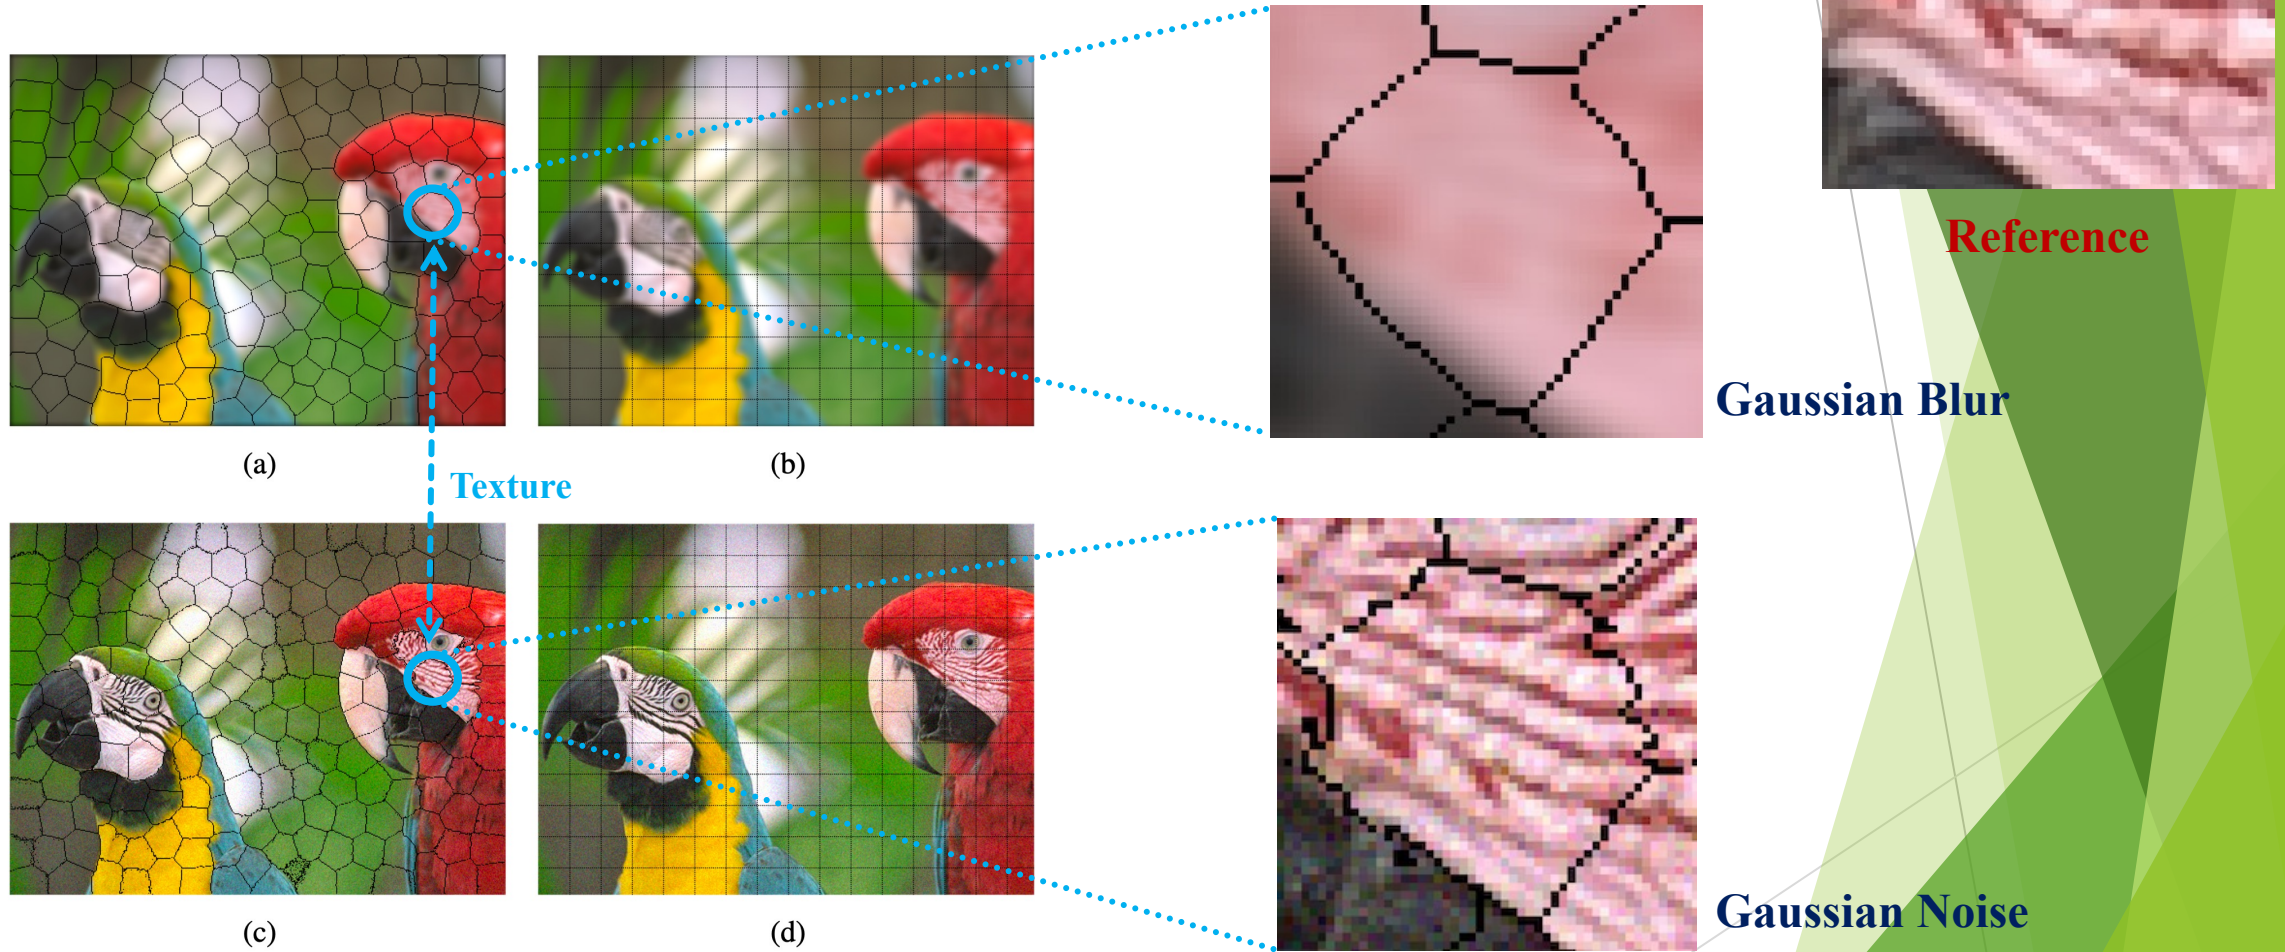 Reference
Gaussian Blur
(a)
(b)
Texture
Gaussian Noise
(c)
(d)